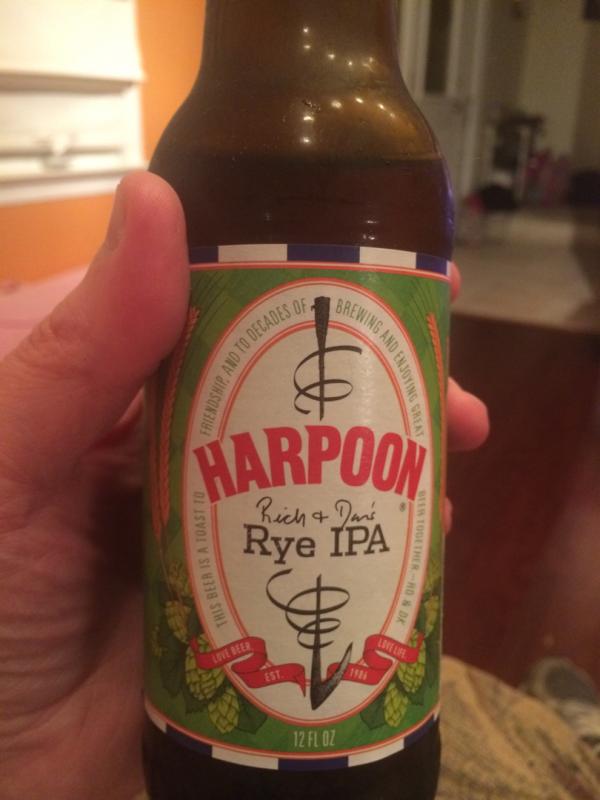 THIS BEER IS A TOAST TO FRIENDSHIP, AND TO DECADES OF BREWING AND ENJOYING GREAT BEER TOGETHER. –RD & DK
HARPOON®
Rich + Dan's
Rye IPA
LOVE BEER. EST. 1986 LOVE LIFE.
12 FL OZ